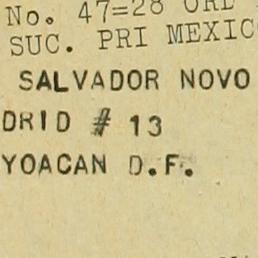 No. 47=28 ORD
SUC. PRI MEXIC
SALVADOR NOVO
DRID # 13
YOACAN D.F.